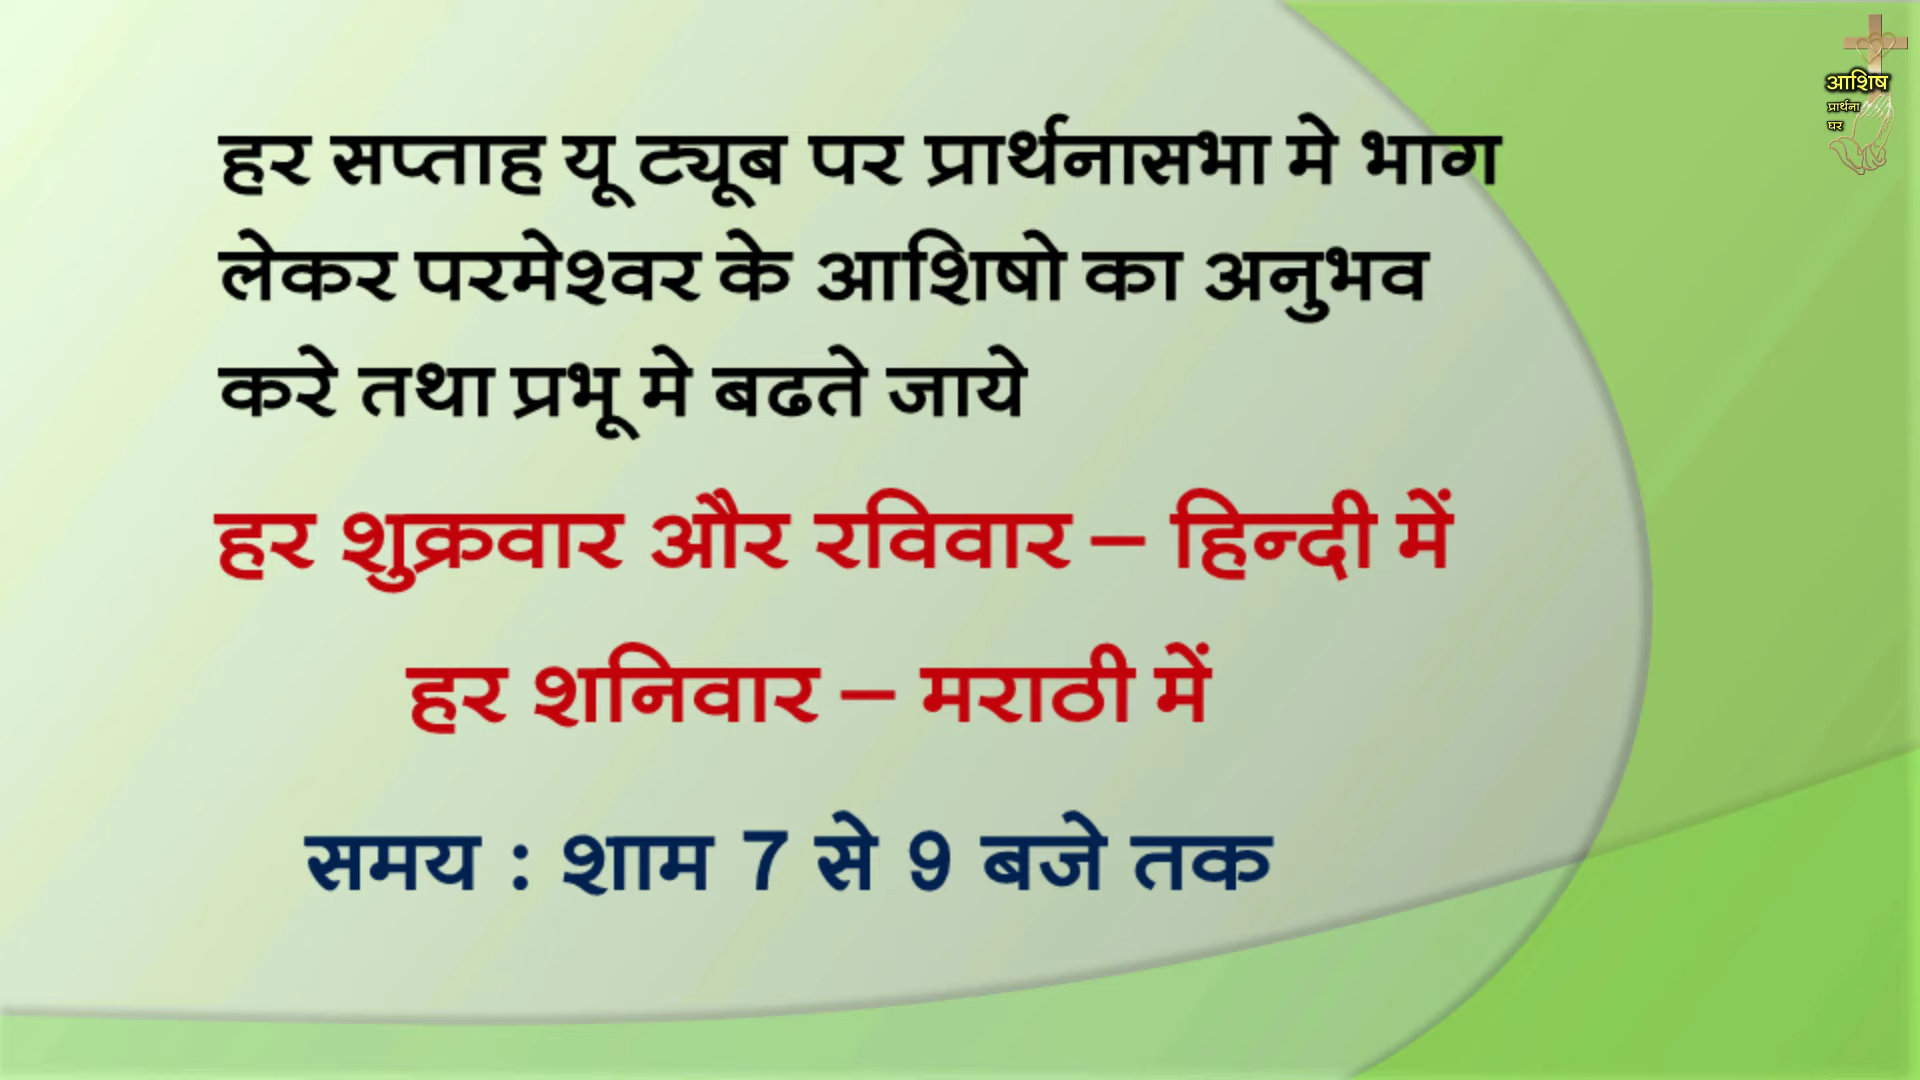 आशिष
प्रार्थना
घर
हर सप्ताह यू ट्यूब पर प्रार्थनासभा मे भाग
लेकर परमेश्वर के आशिषो का अनुभव
करे तथा प्रभू मे बढते जाये
हर शुक्रवार और रविवार – हिन्दी में
हर शनिवार – मराठी में
समय : शाम 7 से 9 बजे तक